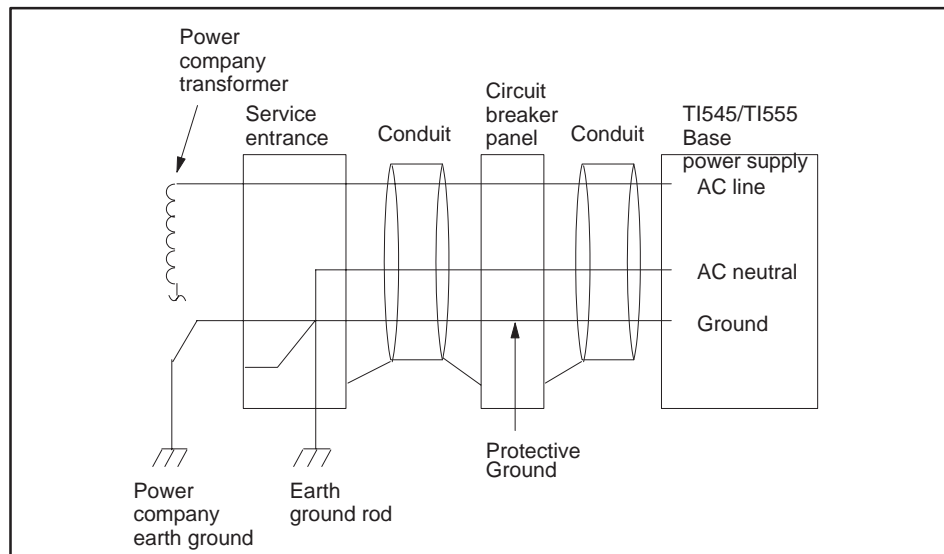 Power
company
transformer
Service
entrance
Conduit
Circuit
breaker
panel
Conduit
TI545/TI555
Base
power supply
AC line
AC neutral
Ground
Protective
Ground
Power
company
earth ground
Earth
ground rod